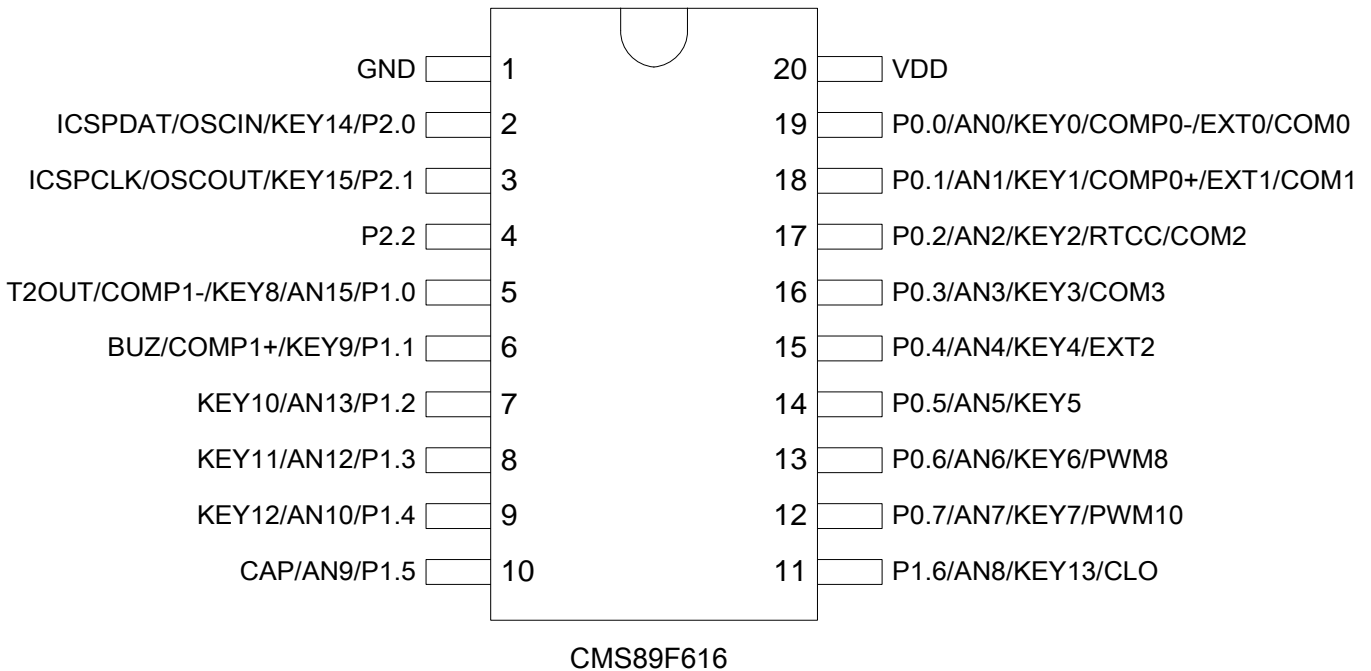 GND 1 20 VDD
ICSPDAT/OSCIN/KEY14/P2.0 2 19 P0.0/AN0/KEY0/COMP0-/EXT0/COM0
ICSPCLK/OSCOUT/KEY15/P2.1 3 18 P0.1/AN1/KEY1/COMP0+/EXT1/COM1
P2.2 4 17 P0.2/AN2/KEY2/RTCC/COM2
T2OUT/COMP1-/KEY8/AN15/P1.0 5 16 P0.3/AN3/KEY3/COM3
BUZ/COMP1+/KEY9/P1.1 6 15 P0.4/AN4/KEY4/EXT2
KEY10/AN13/P1.2 7 14 P0.5/AN5/KEY5
KEY11/AN12/P1.3 8 13 P0.6/AN6/KEY6/PWM8
KEY12/AN10/P1.4 9 12 P0.7/AN7/KEY7/PWM10
CAP/AN9/P1.5 10 11 P1.6/AN8/KEY13/CLO
CMS89F616